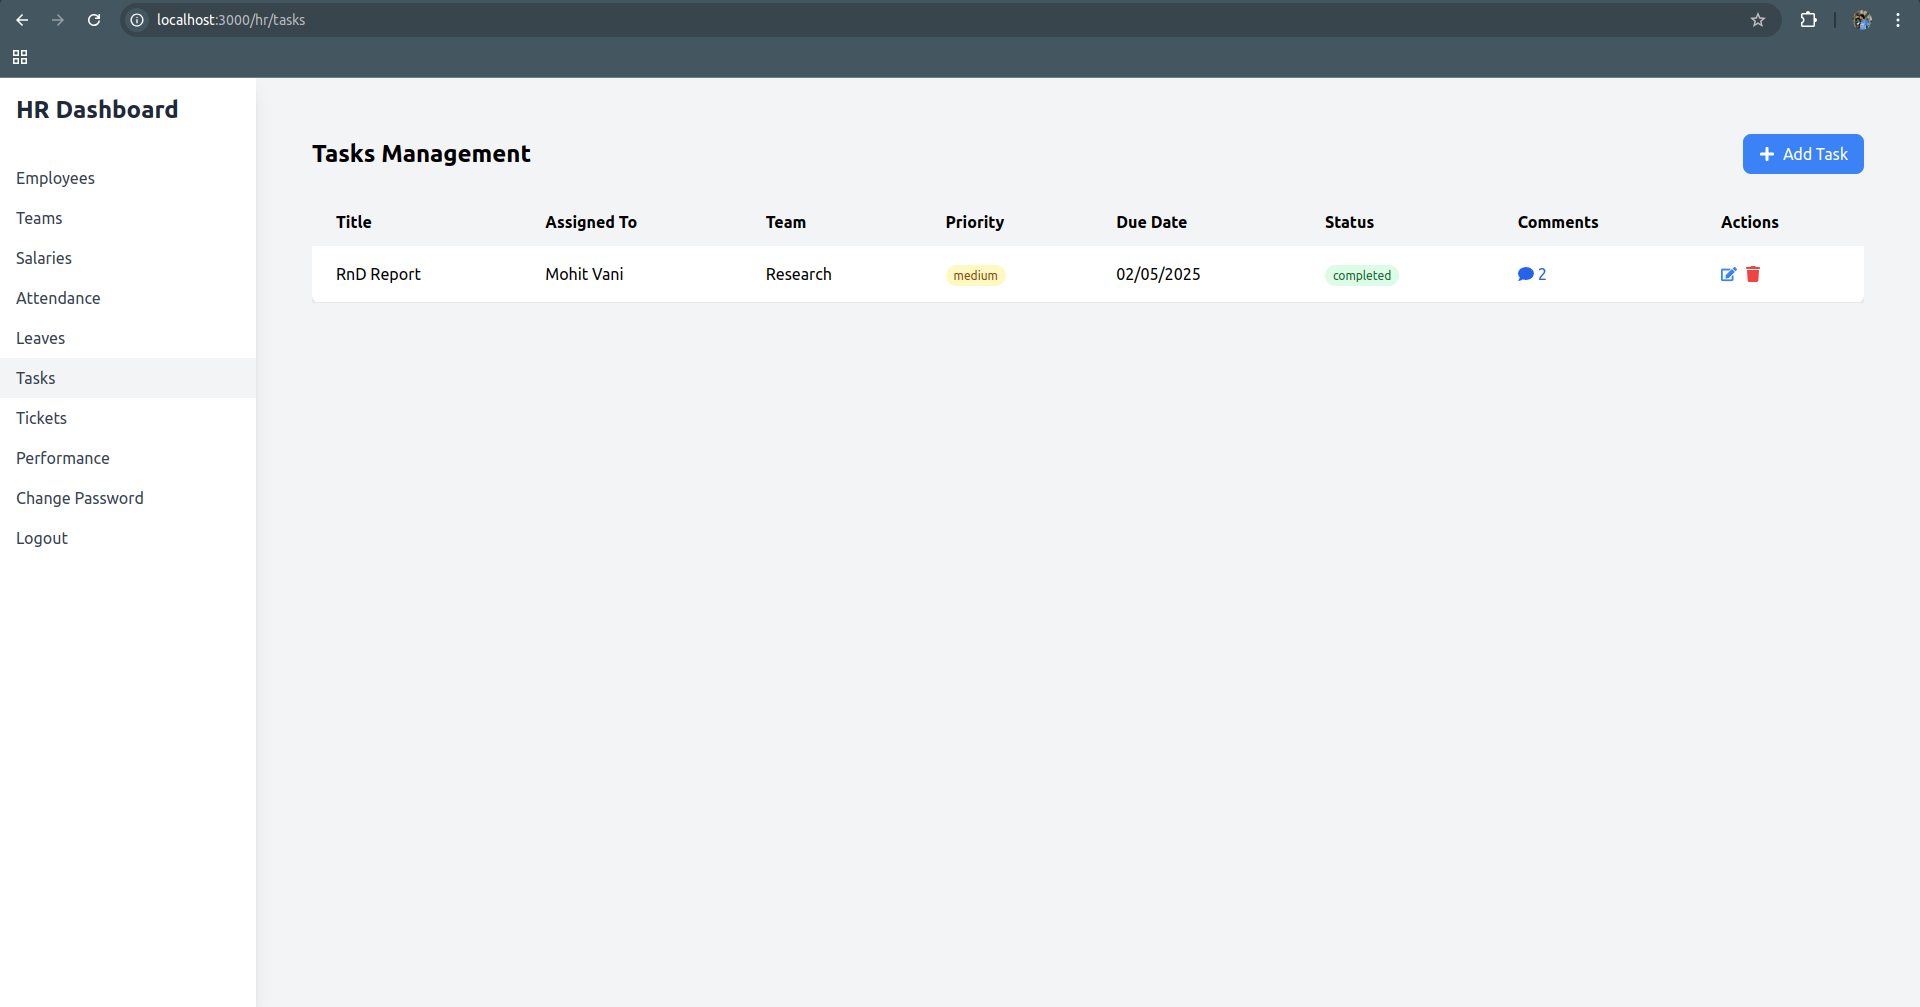 localhost:3000/hr/tasks
HR Dashboard
Employees
Teams
Salaries
Attendance
Leaves
Tasks
Tickets
Performance
Change Password
Logout
Tasks Management
Add Task
Title Assigned To Team Priority Due Date Status Comments Actions
RnD Report Mohit Vani Research medium 02/05/2025 completed 2